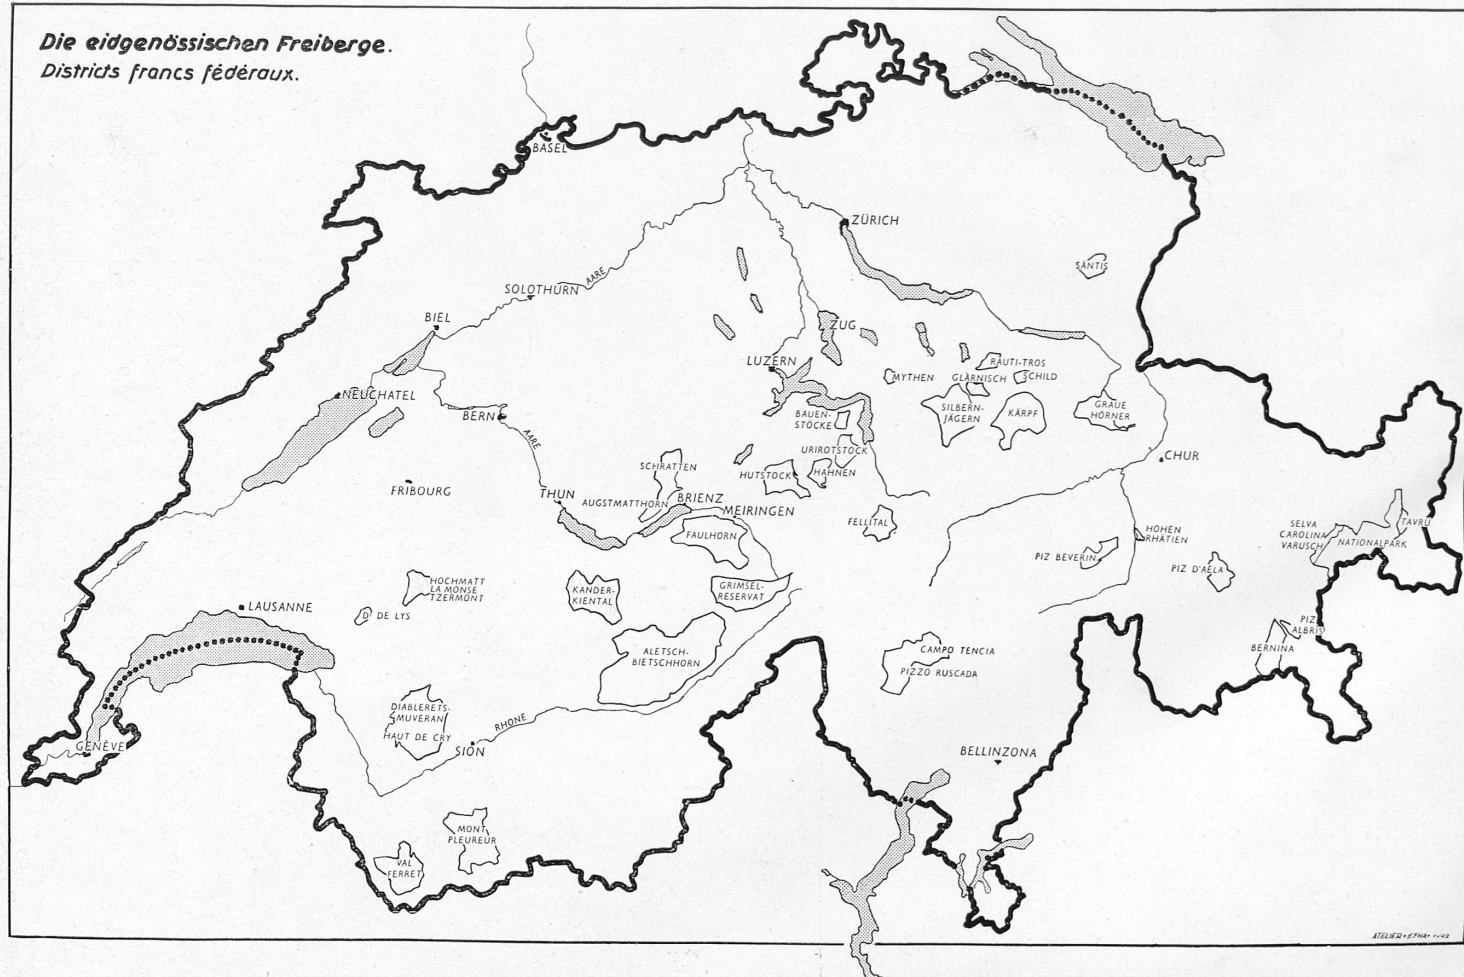 Die eidgenössischen Freiberge.
Districts francs fédéraux.
BASEL
ZÜRICH
SÄNTIS
SOLOTHURN
AARE
BIEL
ZUG
LUZERN
RAUTI-TROS
MYTHEN
GLÄRNISCH
SCHILD
NEUCHATEL
BERN
AARE
BAUEN-
STÖCKE
SILBERN-
JÄGERN
KÄRPF
GRAUE
HÖRNER
URIROTSTOCK
CHUR
SCHRATTEN
HUTSTOCK
HAHNEN
FRIBOURG
THUN
AUGSTMATTHORN
BRIENZ
MEIRINGEN
FELLITAL
FAULHORN
HOHEN
RHÄTIEN
SELVA
CAROLINA
VARUSCH
TAVRÜ
NATIONALPARK
PIZ BEVERIN
PIZ D'AELA
HOCHMATT
LA MONSE
TZERMONT
KANDER-
KIENTAL
GRIMSEL-
RESERVAT
LAUSANNE
DT DE LYS
PIZ
ALBRIS
BERNINA
ALETSCH-
BIETSCHHORN
CAMPO TENCIA
PIZZO RUSCADA
DIABLERETS-
MUVERAN
HAUT DE CRY
RHONE
SION
GENÈVE
BELLINZONA
MONT
PLEUREUR
VAL
FERRET